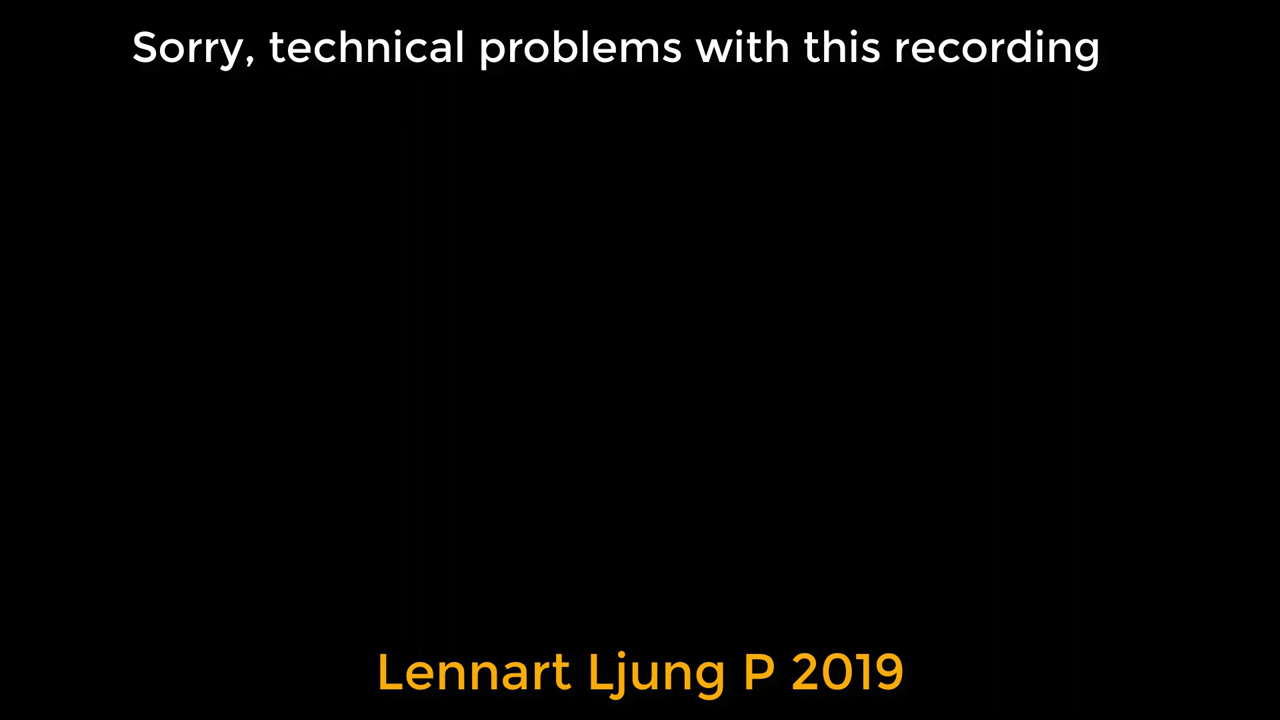 Sorry, technical problems with this recording
Lennart Ljung P 2019